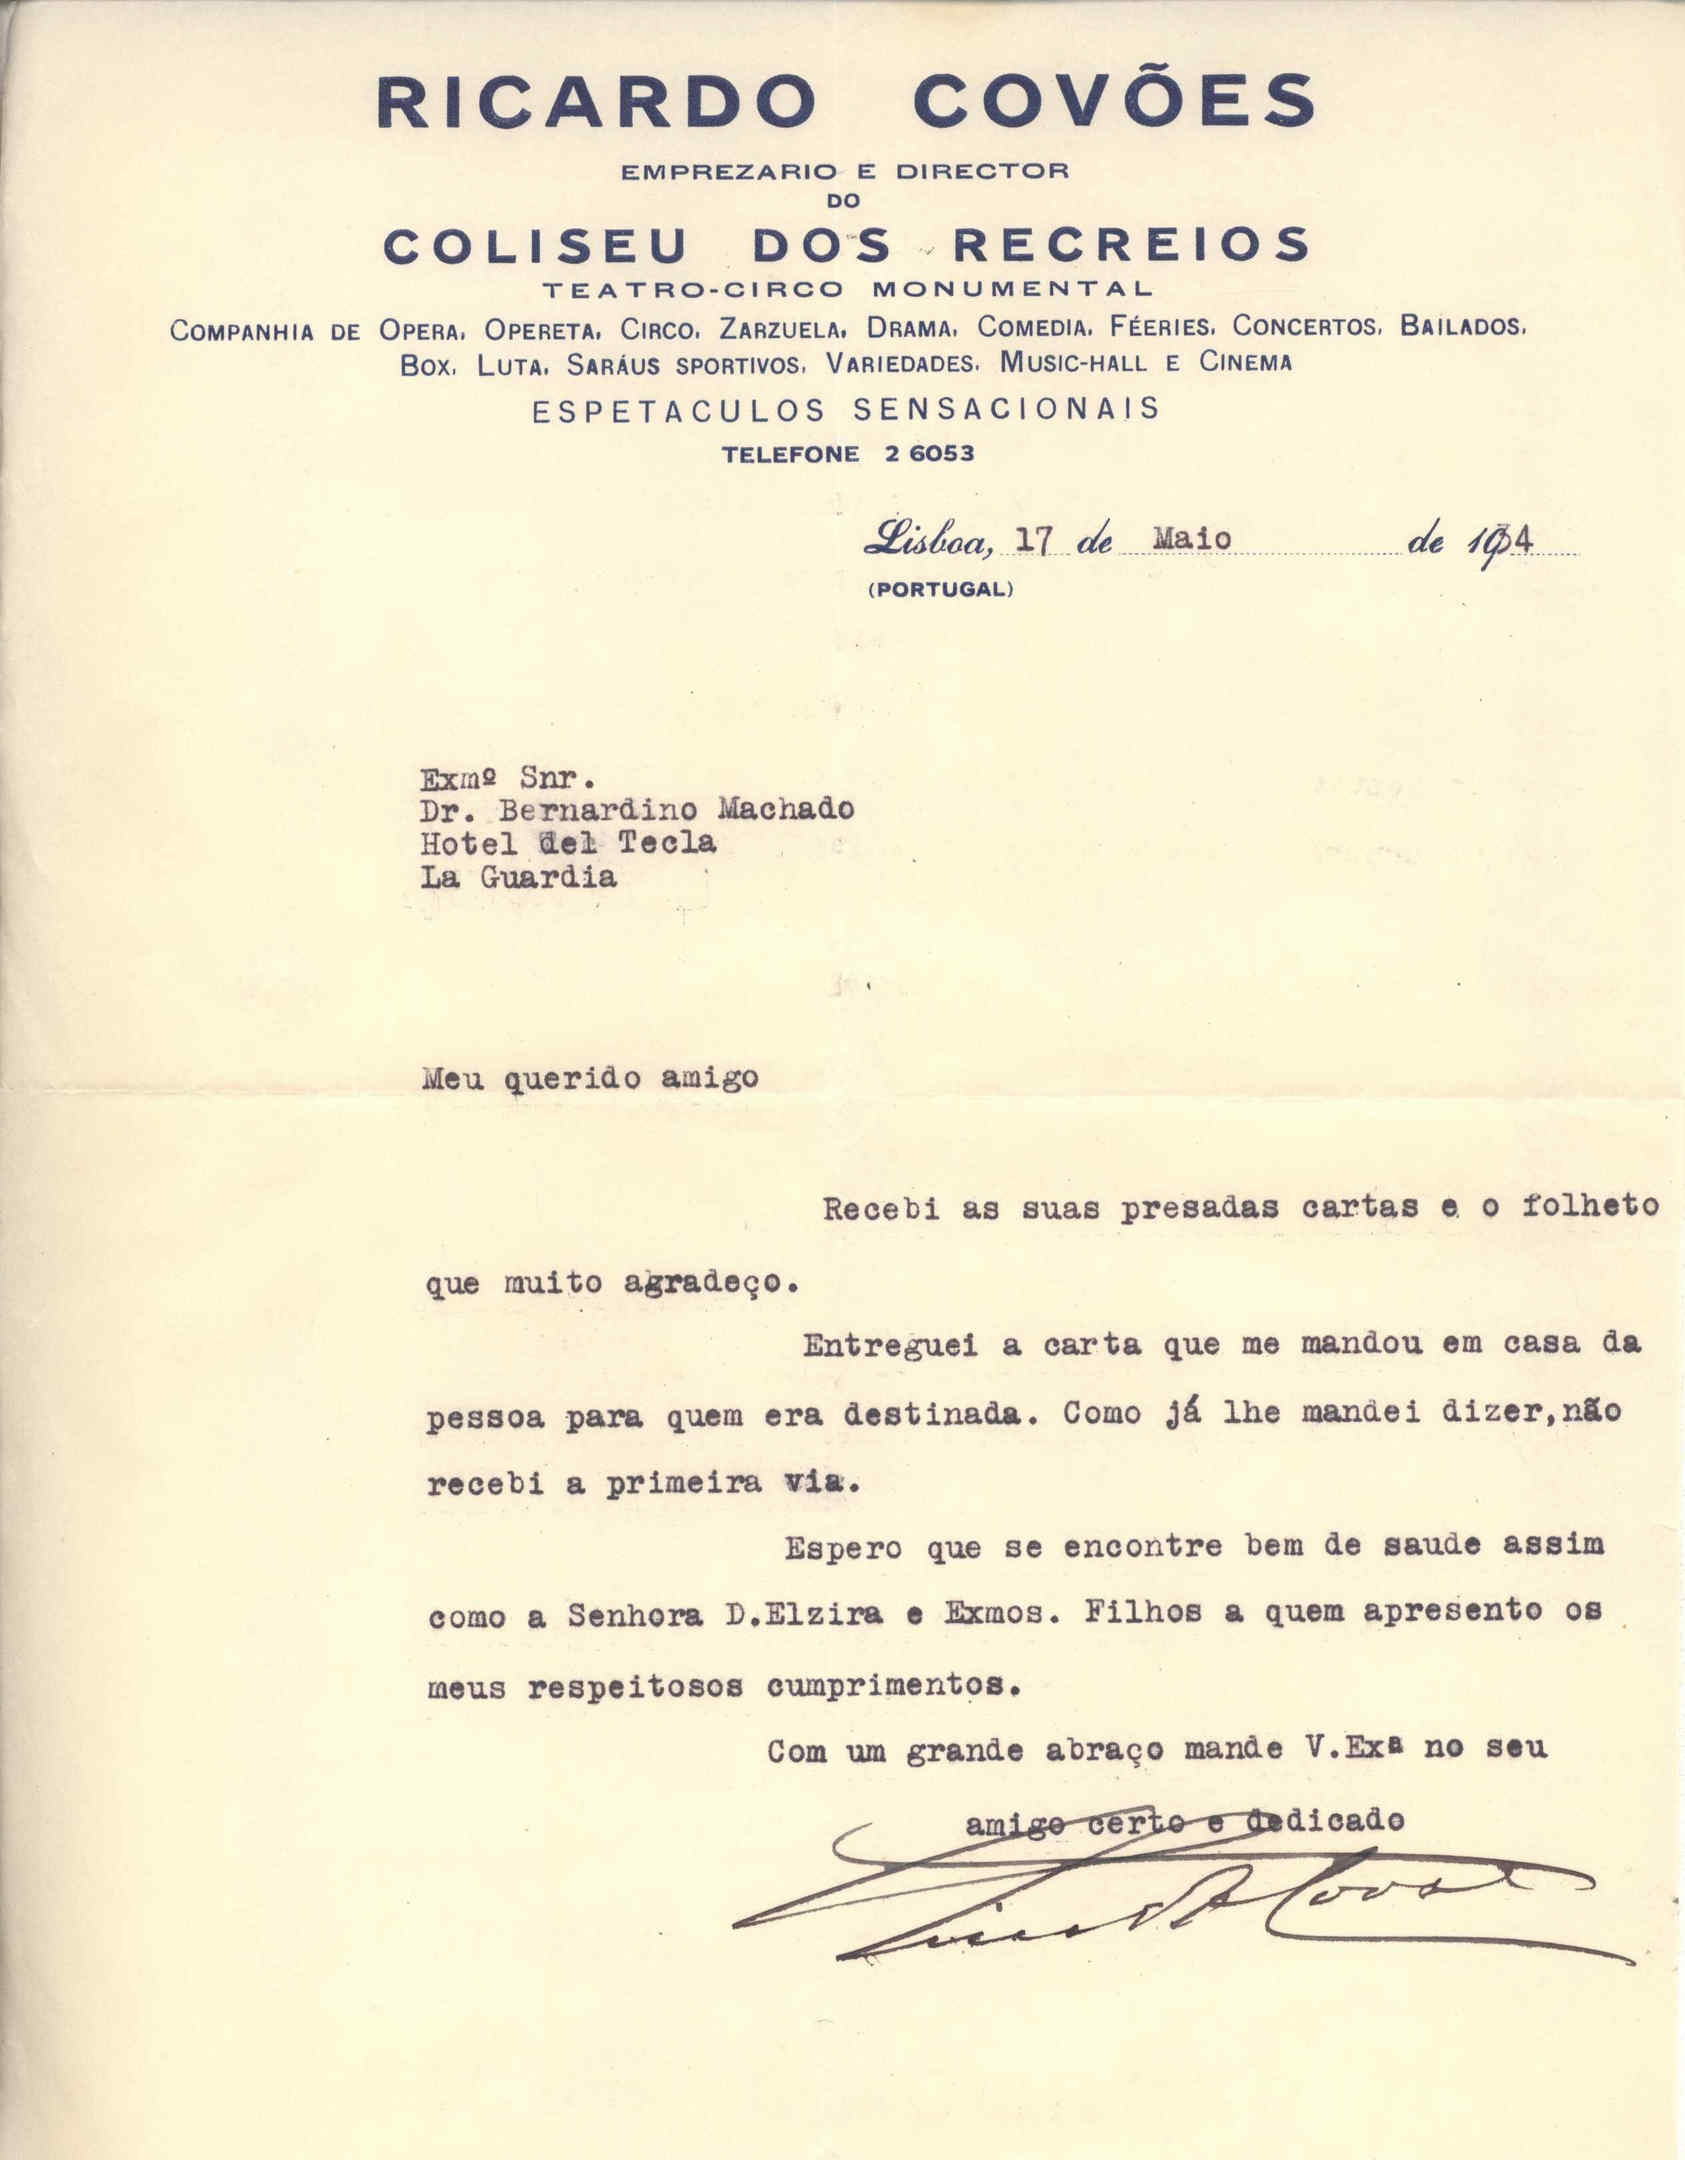 RICARDO COVÕES
EMPREZARIO E DIRECTOR
DO
COLISEU DOS RECREIOS
TEATRO-CIRCO MONUMENTAL
COMPANHIA DE OPERA, OPERETA, CIRCO, ZARZUELA, DRAMA, COMEDIA, FÉERIES, CONCERTOS, BAILADOS,
BOX, LUTA, SARÁUS SPORTIVOS, VARIEDADES, MUSIC-HALL E CINEMA
ESPETACULOS SENSACIONAIS
TELEFONE 2 6053
Lisboa, 17 de Maio de 1934
(PORTUGAL)
Exmº Snr.
Dr. Bernardino Machado
Hotel del Tecla
La Guardia
Meu querido amigo
Recebi as suas presadas cartas e o folheto
que muito agradeço.
Entreguei a carta que me mandou em casa da
pessoa para quem era destinada. Como já lhe mandei dizer,não
recebi a primeira via.
Espero que se encontre bem de saude assim
como a Senhora D.Elzira e Exmos. Filhos a quem apresento os
meus respeitosos cumprimentos.
Com um grande abraço mande V.Exª no seu
amigo certo e dedicado